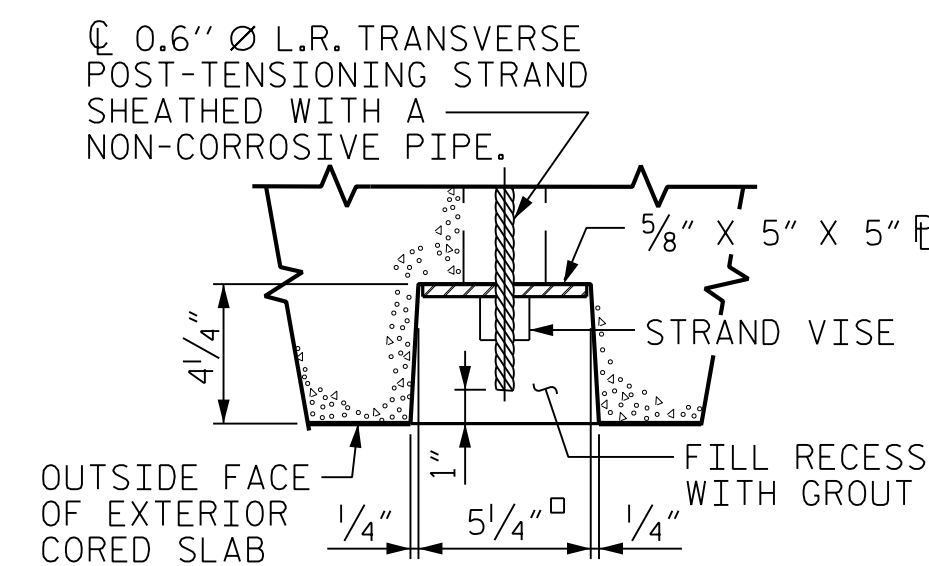 ℄ 0.6" Ø L.R. TRANSVERSE
POST-TENSIONING STRAND
SHEATHED WITH A
NON-CORROSIVE PIPE.
5/8" X 5" X 5" ⅊
STRAND VISE
4 1/4"
1"
FILL RECESS
WITH GROUT
OUTSIDE FACE
OF EXTERIOR
CORED SLAB
1/4"
5 1/4" □
1/4"